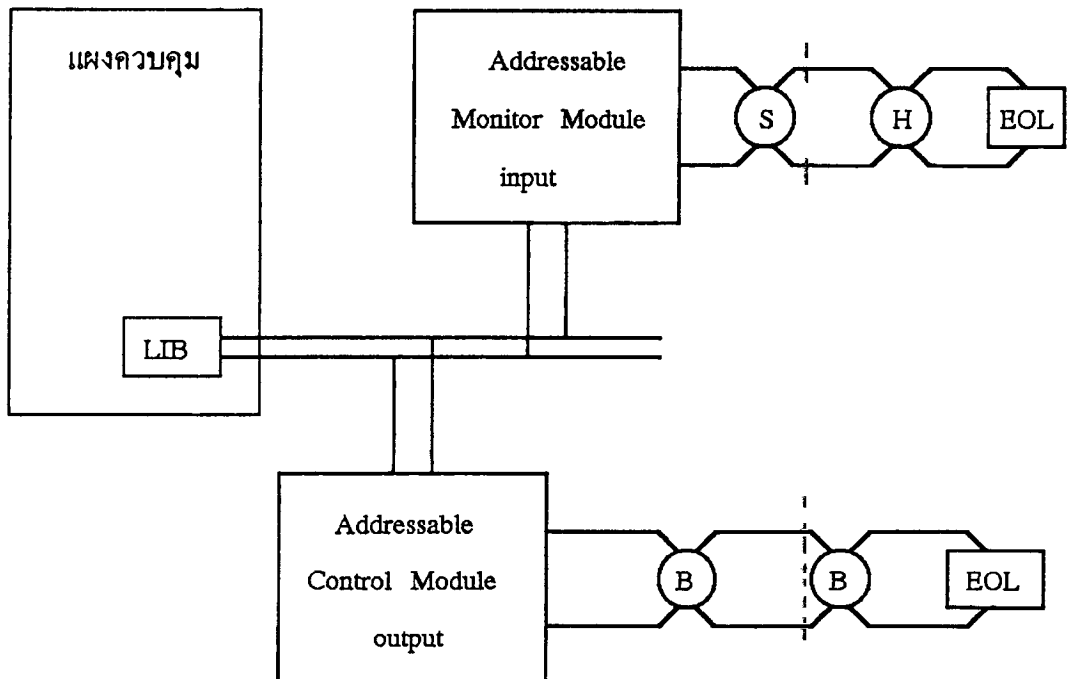 แผงควบคุม
Addressable
Monitor Module
input
S
H
EOL
LIB
Addressable
Control Module
output
B
B
EOL